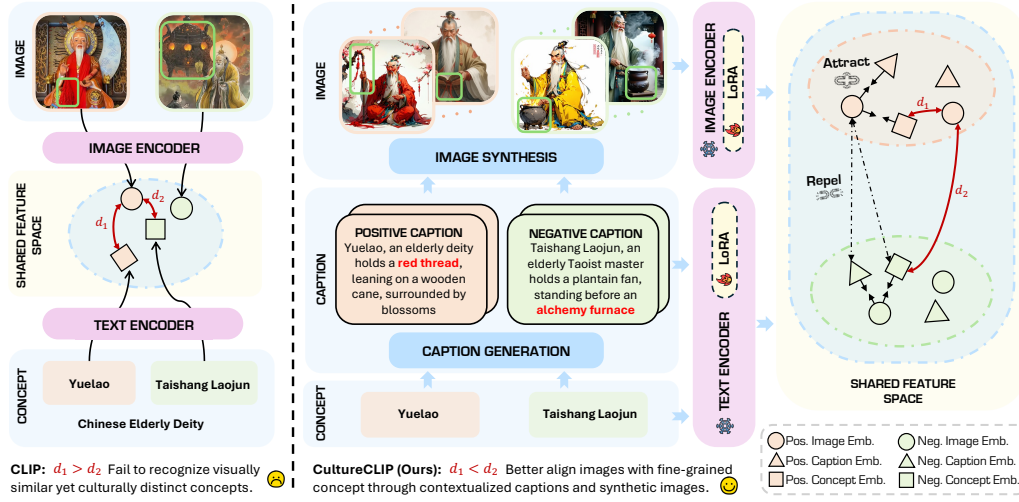 IMAGE
IMAGE ENCODER
SHARED FEATURE
SPACE
d₁
d₂
TEXT ENCODER
CONCEPT
Yuelao
Taishang Laojun
Chinese Elderly Deity
CLIP: d₁ > d₂ Fail to recognize visually
similar yet culturally distinct concepts.
IMAGE
IMAGE SYNTHESIS
CAPTION
POSITIVE CAPTION
Yuelao, an elderly deity
holds a red thread,
leaning on a wooden
cane, surrounded by
blossoms
NEGATIVE CAPTION
Taishang Laojun, an
elderly Taoist master
holds a plantain fan,
standing before an
alchemy furnace
CAPTION GENERATION
CONCEPT
Yuelao
Taishang Laojun
CultureCLIP (Ours): d₁ < d₂ Better align images with fine-grained
concept through contextualized captions and synthetic images.
IMAGE ENCODER
LoRA
TEXT ENCODER
LoRA
Attract
d₁
Repel
d₂
SHARED FEATURE
SPACE
Pos. Image Emb.
Neg. Image Emb.
Pos. Caption Emb.
Neg. Caption Emb.
Pos. Concept Emb.
Neg. Concept Emb.